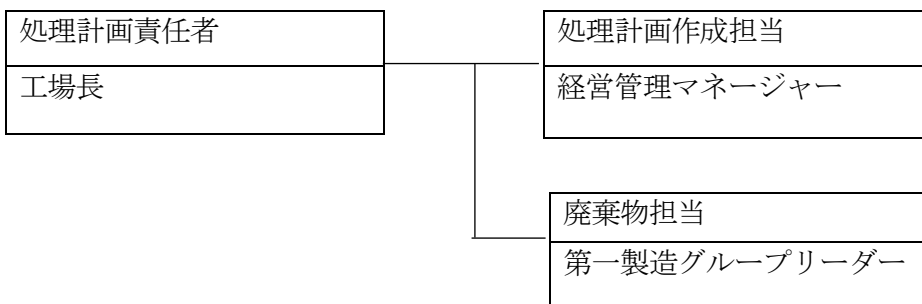 処理計画責任者
工場長
処理計画作成担当
経営管理マネージャー
廃棄物担当
第一製造グループリーダー